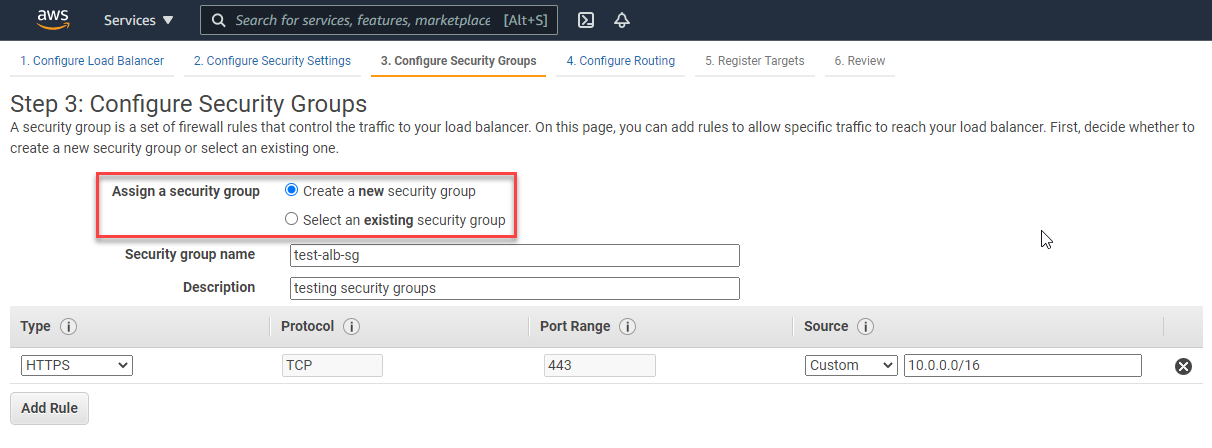 aws Services Search for services, features, marketplace [Alt+S]
1. Configure Load Balancer 2. Configure Security Settings 3. Configure Security Groups 4. Configure Routing 5. Register Targets 6. Review
Step 3: Configure Security Groups
A security group is a set of firewall rules that control the traffic to your load balancer. On this page, you can add rules to allow specific traffic to reach your load balancer. First, decide whether to
create a new security group or select an existing one.
Assign a security group Create a new security group
Select an existing security group
Security group name test-alb-sg
Description testing security groups
Type i Protocol i Port Range i Source i
HTTPS TCP 443 Custom 10.0.0.0/16
Add Rule